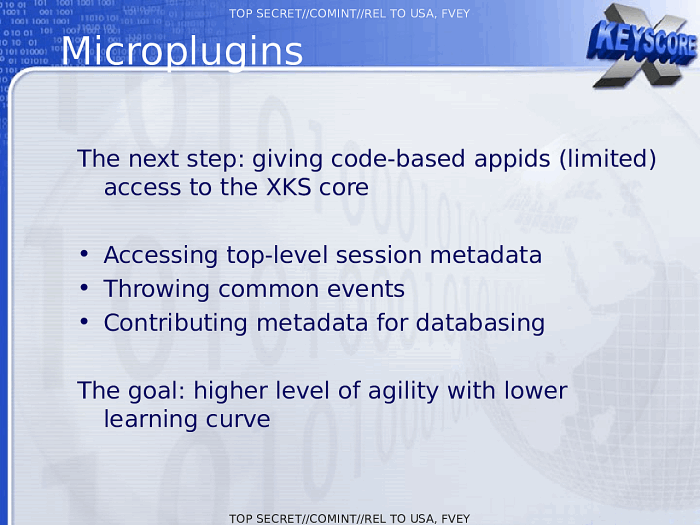 TOP SECRET//COMINT//REL TO USA, FVEY
Microplugins
X
KEYSCORE
The next step: giving code-based appids (limited)
access to the XKS core
• Accessing top-level session metadata
• Throwing common events
• Contributing metadata for databasing
The goal: higher level of agility with lower
learning curve
TOP SECRET//COMINT//REL TO USA, FVEY